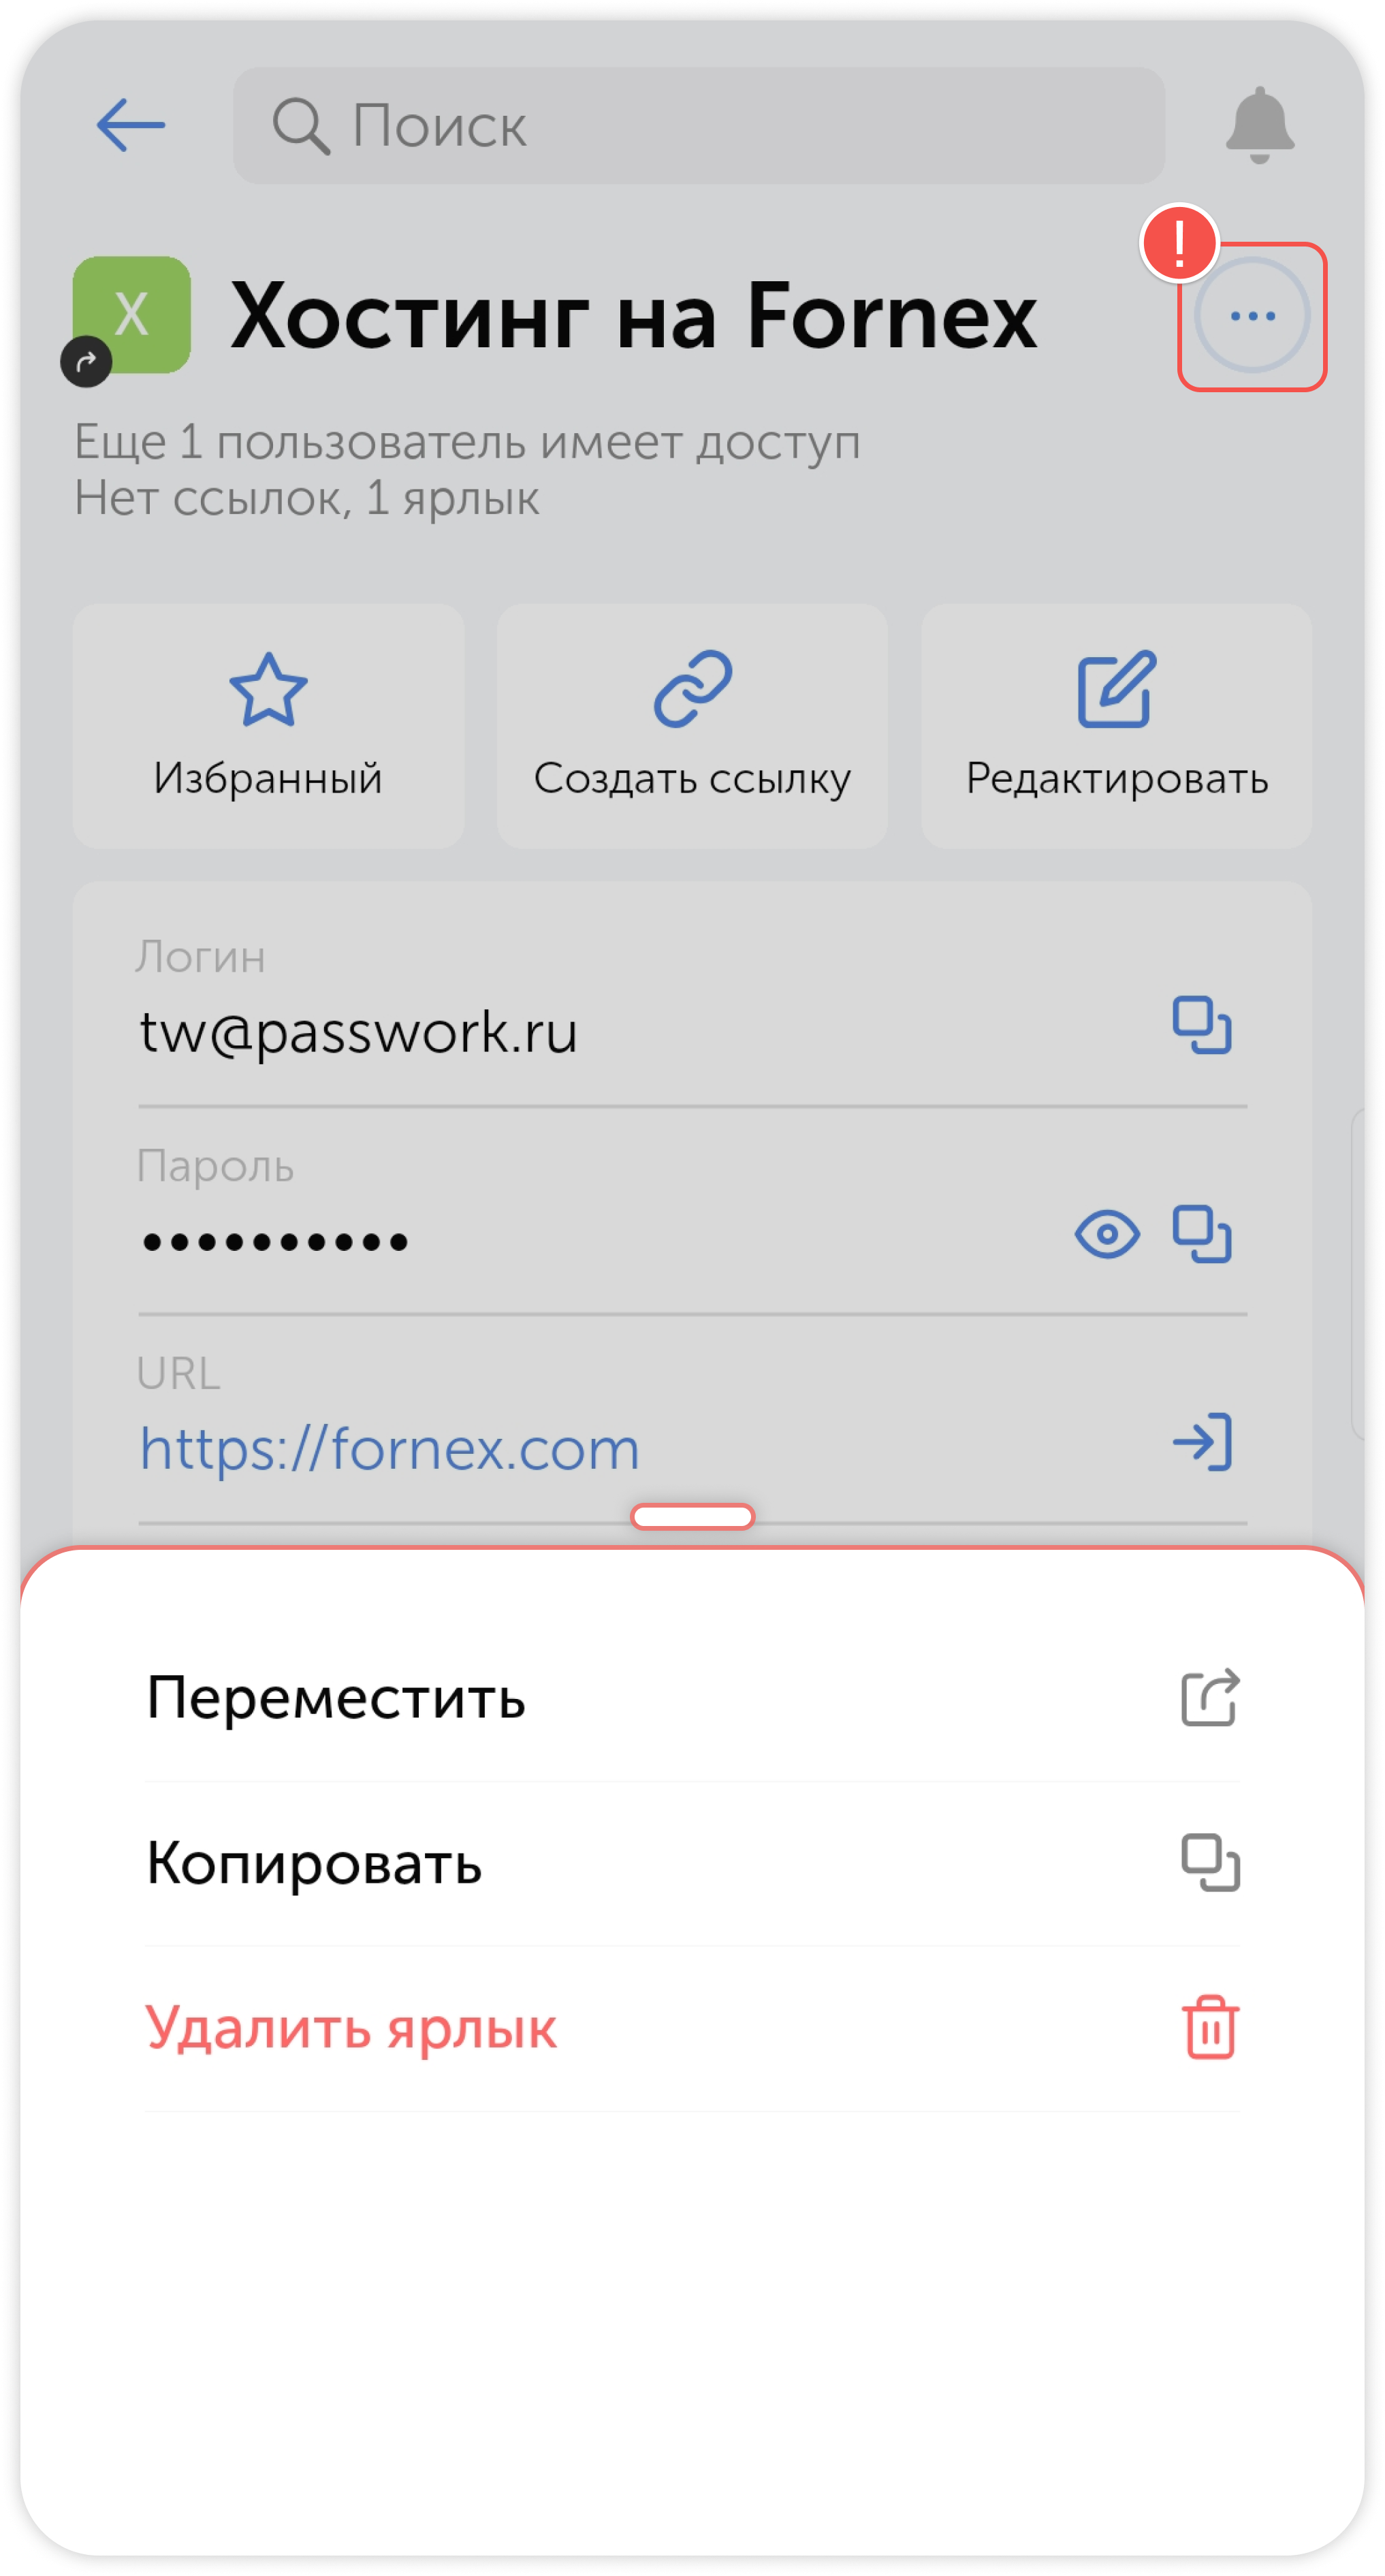 Поиск
!
X
Хостинг на Fornex
Еще 1 пользователь имеет доступ
Нет ссылок, 1 ярлык
Избранный
Создать ссылку
Редактировать
Логин
tw@passwork.ru
Пароль
••••••••••
URL
https://fornex.com
Переместить
Копировать
Удалить ярлык